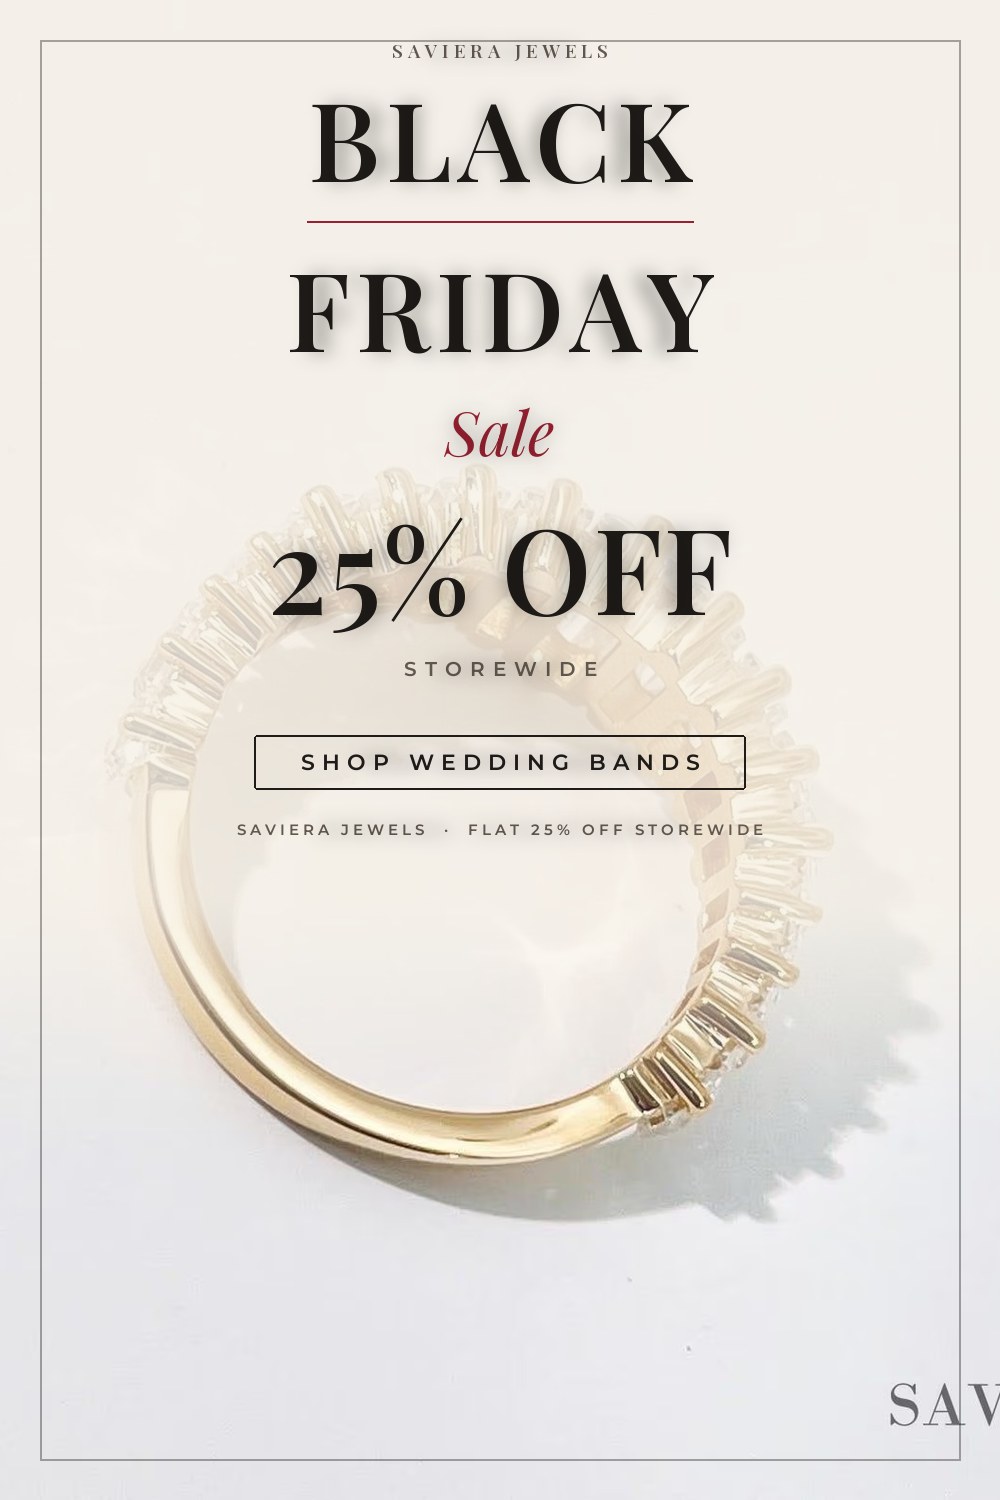 SAVIERA JEWELS
BLACK
FRIDAY
Sale
25% OFF
STOREWIDE
SHOP WEDDING BANDS
SAVIERA JEWELS · FLAT 25% OFF STOREWIDE
SAV